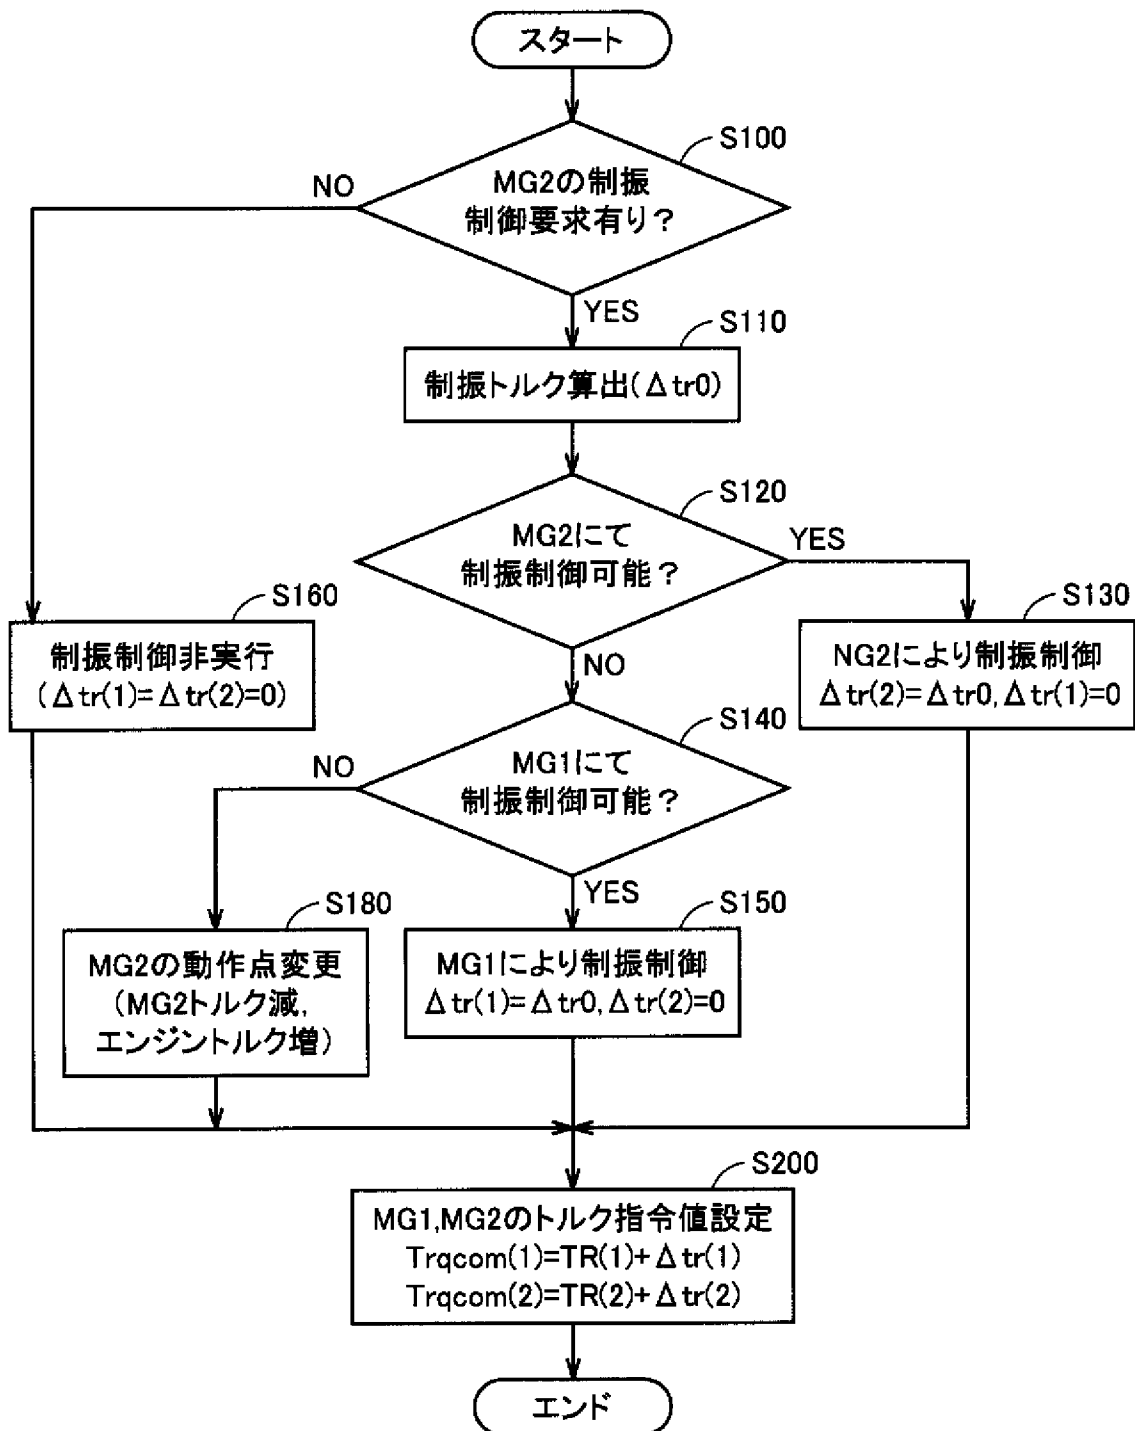 スタート
S100
MG2の制振
制御要求有り?
NO
YES
S110
制振トルク算出(Δtr0)
S120
MG2にて
制振制御可能?
YES
NO
S160
制振制御非実行
(Δtr(1)=Δtr(2)=0)
S130
NG2により制振制御
Δtr(2)=Δtr0,Δtr(1)=0
S140
MG1にて
制振制御可能?
NO
YES
S180
MG2の動作点変更
(MG2トルク減,
エンジントルク増)
S150
MG1により制振制御
Δtr(1)=Δtr0,Δtr(2)=0
S200
MG1,MG2のトルク指令値設定
Trqcom(1)=TR(1)+Δtr(1)
Trqcom(2)=TR(2)+Δtr(2)
エンド